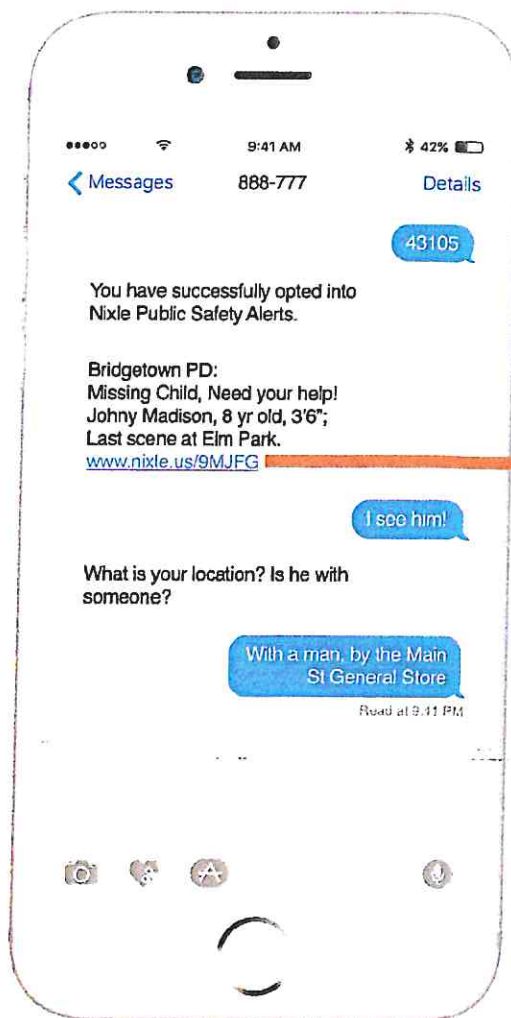 9:41 AM 42%
Messages 888-777 Details
43105
You have successfully opted into
Nixle Public Safety Alerts.
Bridgetown PD:
Missing Child, Need your help!
Johny Madison, 8 yr old, 3'6";
Last scene at Elm Park.
www.nixle.us/9MJFG
I see him!
What is your location? Is he with
someone?
With a man, by the Main
St General Store
Read at 9:41 PM